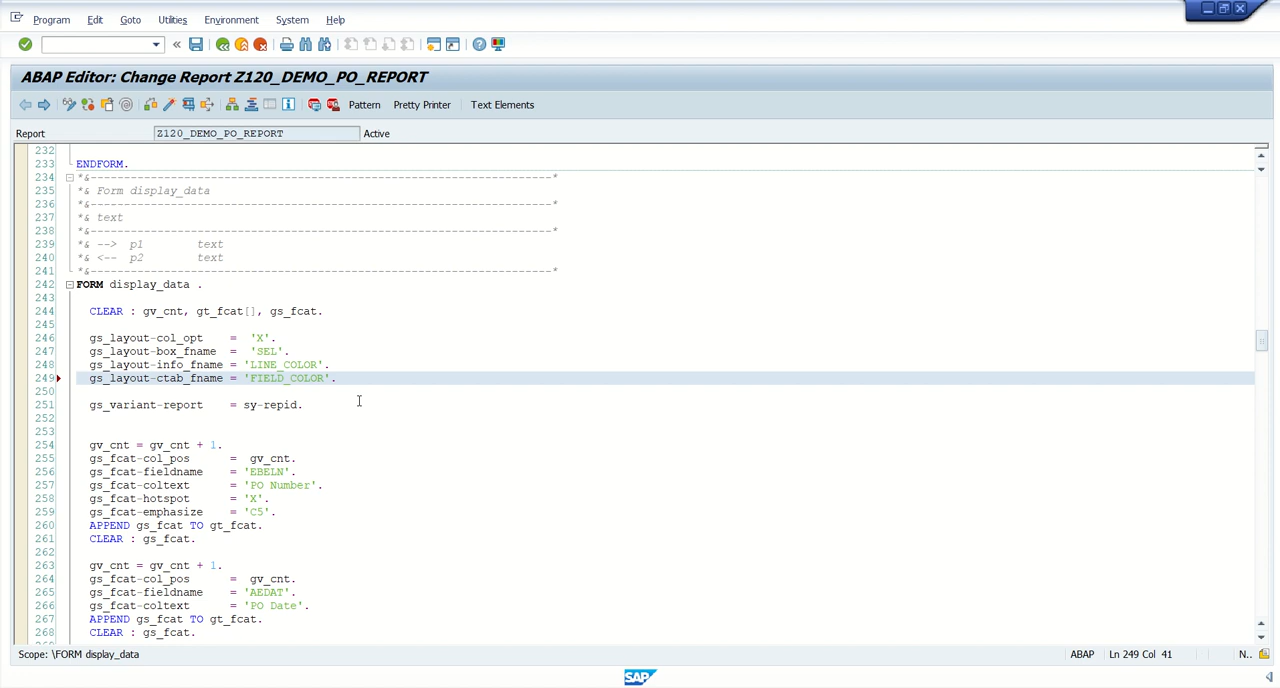 Program Edit Goto Utilities Environment System Help
ABAP Editor: Change Report Z120_DEMO_PO_REPORT
Pattern Pretty Printer Text Elements
Report Z120_DEMO_PO_REPORT Active
232
233 ENDFORM.
234 *&---------------------------------------------------------------------*
235 *& Form display_data
236 *&---------------------------------------------------------------------*
237 *& text
238 *&---------------------------------------------------------------------*
239 *& --> p1 text
240 *& <-- p2 text
241 *&---------------------------------------------------------------------*
242 FORM display_data .
243
244 CLEAR : gv_cnt, gt_fcat[], gs_fcat.
245
246 gs_layout-col_opt = 'X'.
247 gs_layout-box_fname = 'SEL'.
248 gs_layout-info_fname = 'LINE_COLOR'.
249 gs_layout-ctab_fname = 'FIELD_COLOR'.
250
251 gs_variant-report = sy-repid.
252
253
254 gv_cnt = gv_cnt + 1.
255 gs_fcat-col_pos = gv_cnt.
256 gs_fcat-fieldname = 'EBELN'.
257 gs_fcat-coltext = 'PO Number'.
258 gs_fcat-hotspot = 'X'.
259 gs_fcat-emphasize = 'C5'.
260 APPEND gs_fcat TO gt_fcat.
261 CLEAR : gs_fcat.
262
263 gv_cnt = gv_cnt + 1.
264 gs_fcat-col_pos = gv_cnt.
265 gs_fcat-fieldname = 'AEDAT'.
266 gs_fcat-coltext = 'PO Date'.
267 APPEND gs_fcat TO gt_fcat.
268 CLEAR : gs_fcat.
Scope: \FORM display_data ABAP Ln 249 Col 41 N..
SAP